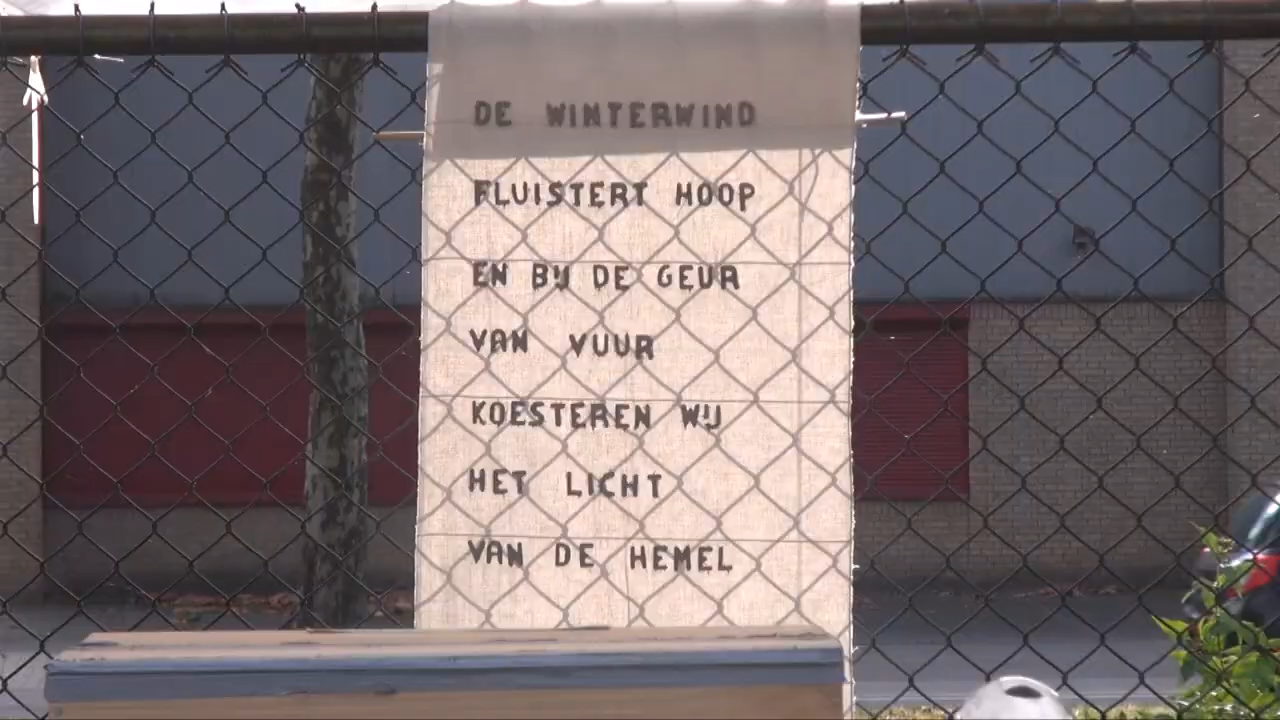 DE WINTERWIND
FLUISTERT HOOP
EN BIJ DE GEUR
VAN VUUR
KOESTEREN WIJ
HET LICHT
VAN DE HEMEL